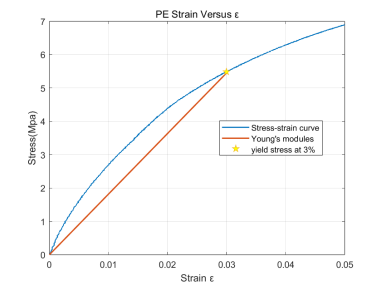 PE Strain Versus ε
7
6
5
4
3
2
1
0
Stress(Mpa)
Stress-strain curve
Young's modules
yield stress at 3%
0 0.01 0.02 0.03 0.04 0.05
Strain ε